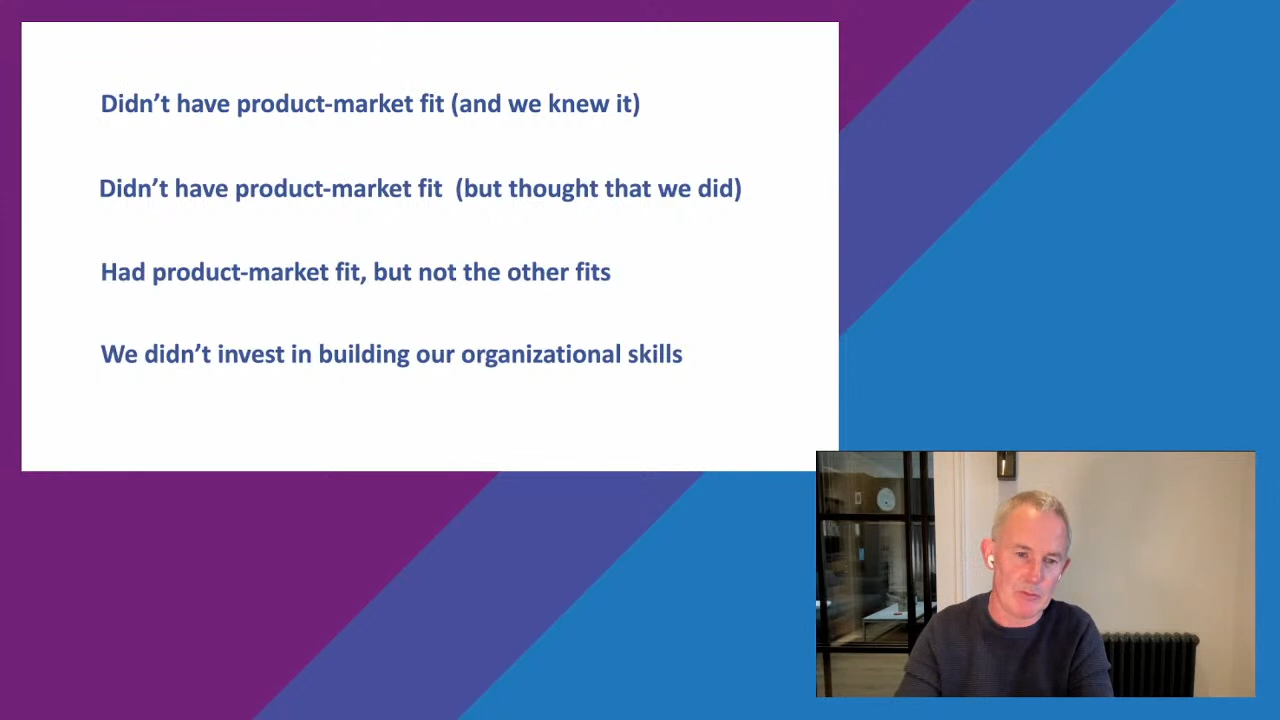 Didn’t have product-market fit (and we knew it)
Didn’t have product-market fit  (but thought that we did)
Had product-market fit, but not the other fits
We didn’t invest in building our organizational skills